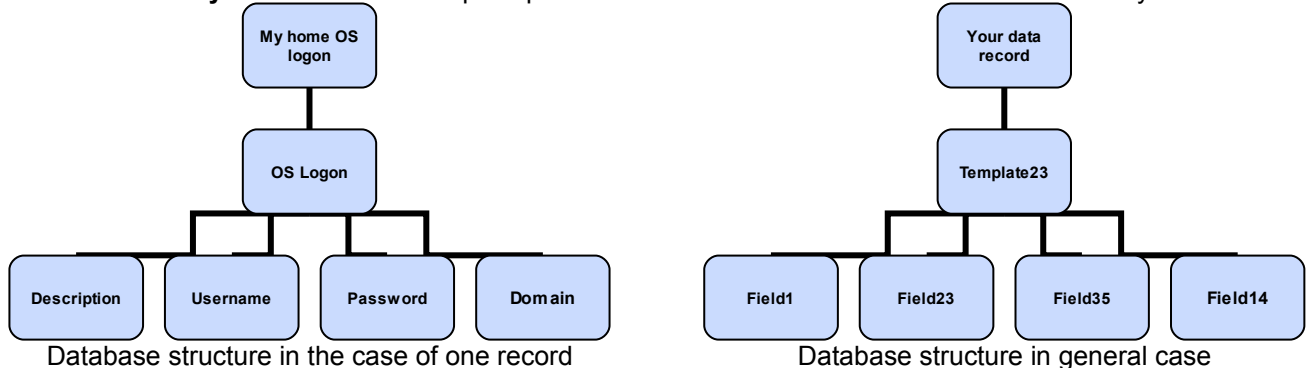 My home OS
logon
OS Logon
Description
Username
Password
Domain
Database structure in the case of one record
Your data
record
Template23
Field1
Field23
Field35
Field14
Database structure in general case